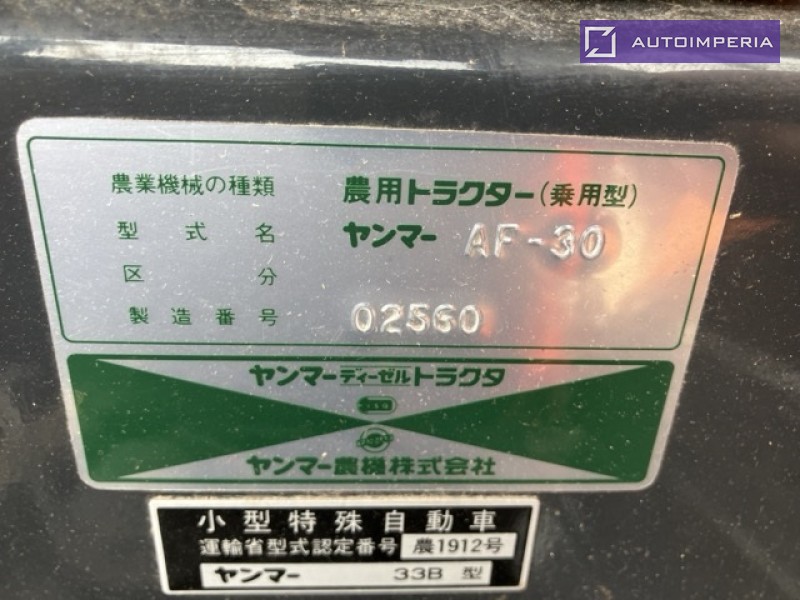 AUTOIMPERIA
農業機械の種類 農用トラクター(乗用型)
型式名 ヤンマー AF-30
区分
製造番号 02560
ヤンマーディーゼルトラクタ
ヤンマー農機株式会社
小型特殊自動車
運輸省型式認定番号 農1912号
ヤンマー 33B 型